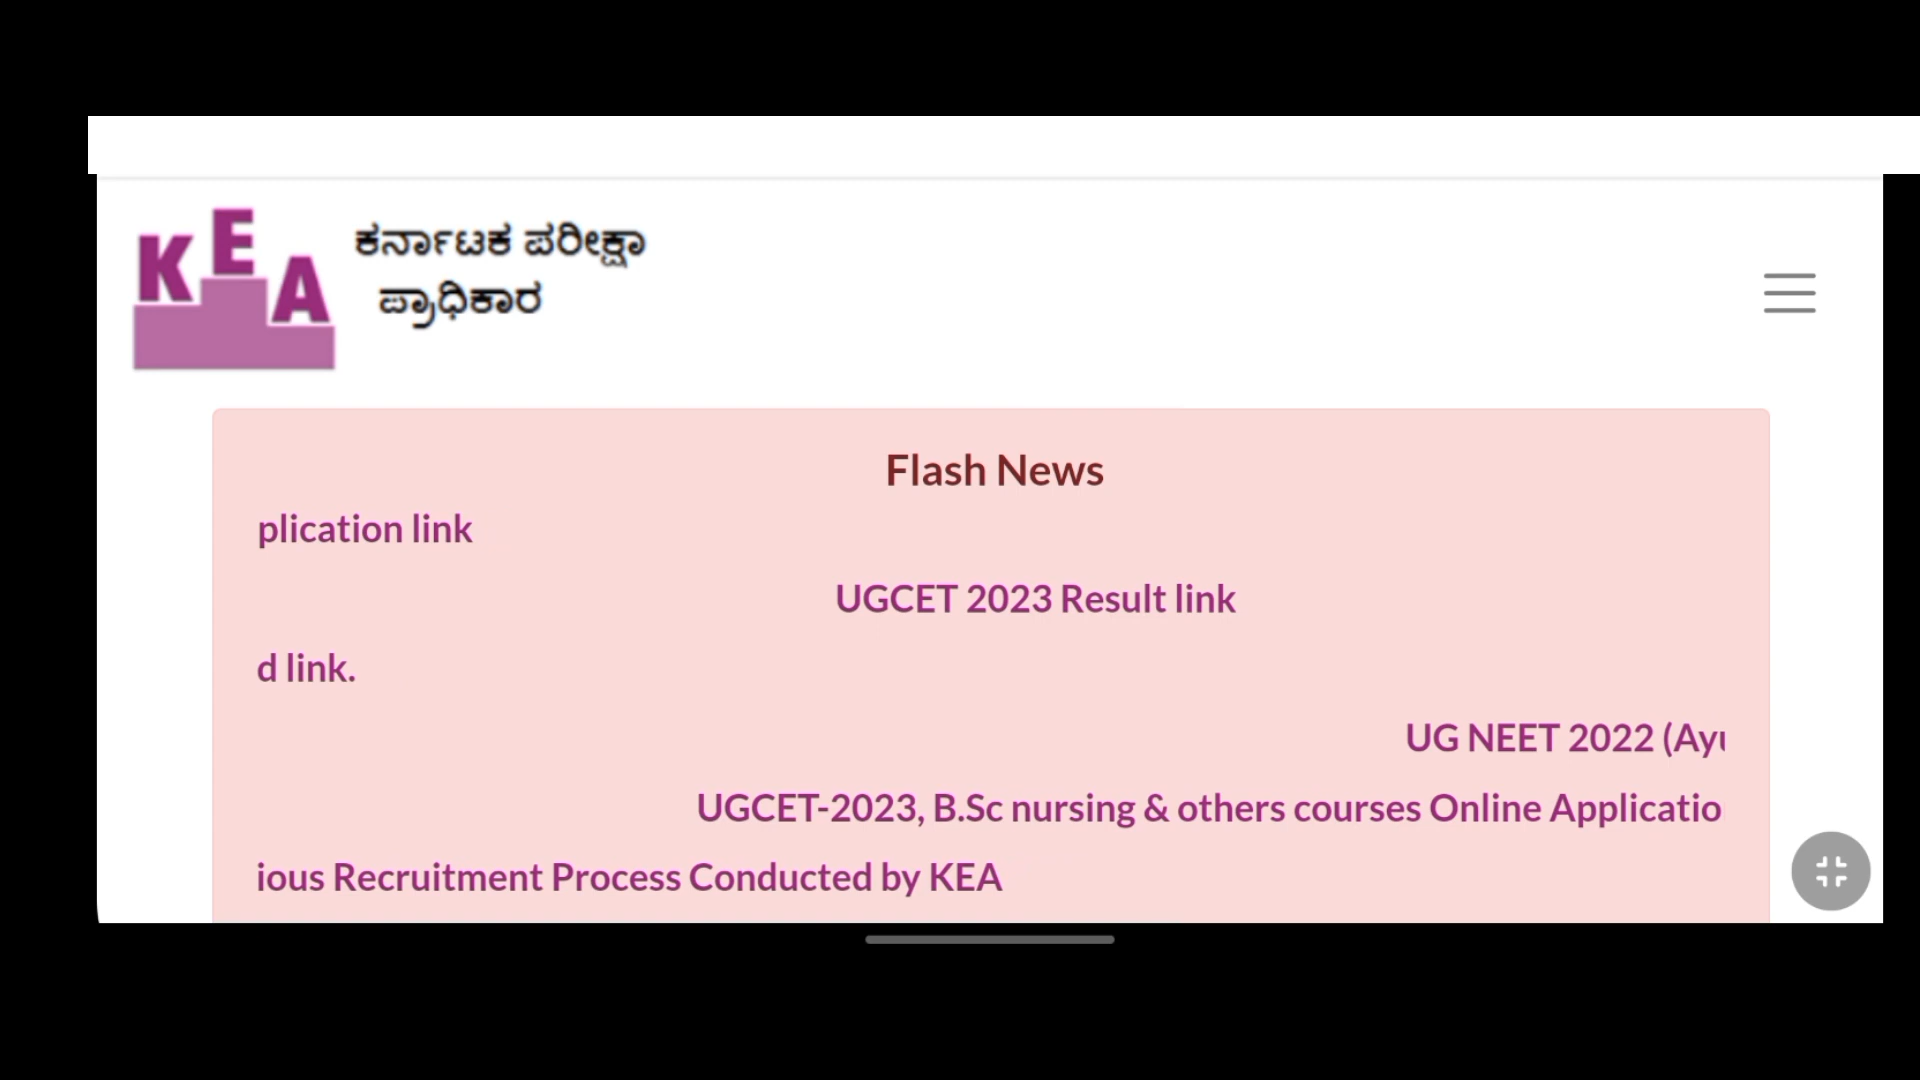 KEA
ಕರ್ನಾಟಕ ಪರೀಕ್ಷಾ
ಪ್ರಾಧಿಕಾರ
Flash News
plication link
UGCET 2023 Result link
d link.
UG NEET 2022 (Ayu
UGCET-2023, B.Sc nursing & others courses Online Applicatio
ious Recruitment Process Conducted by KEA